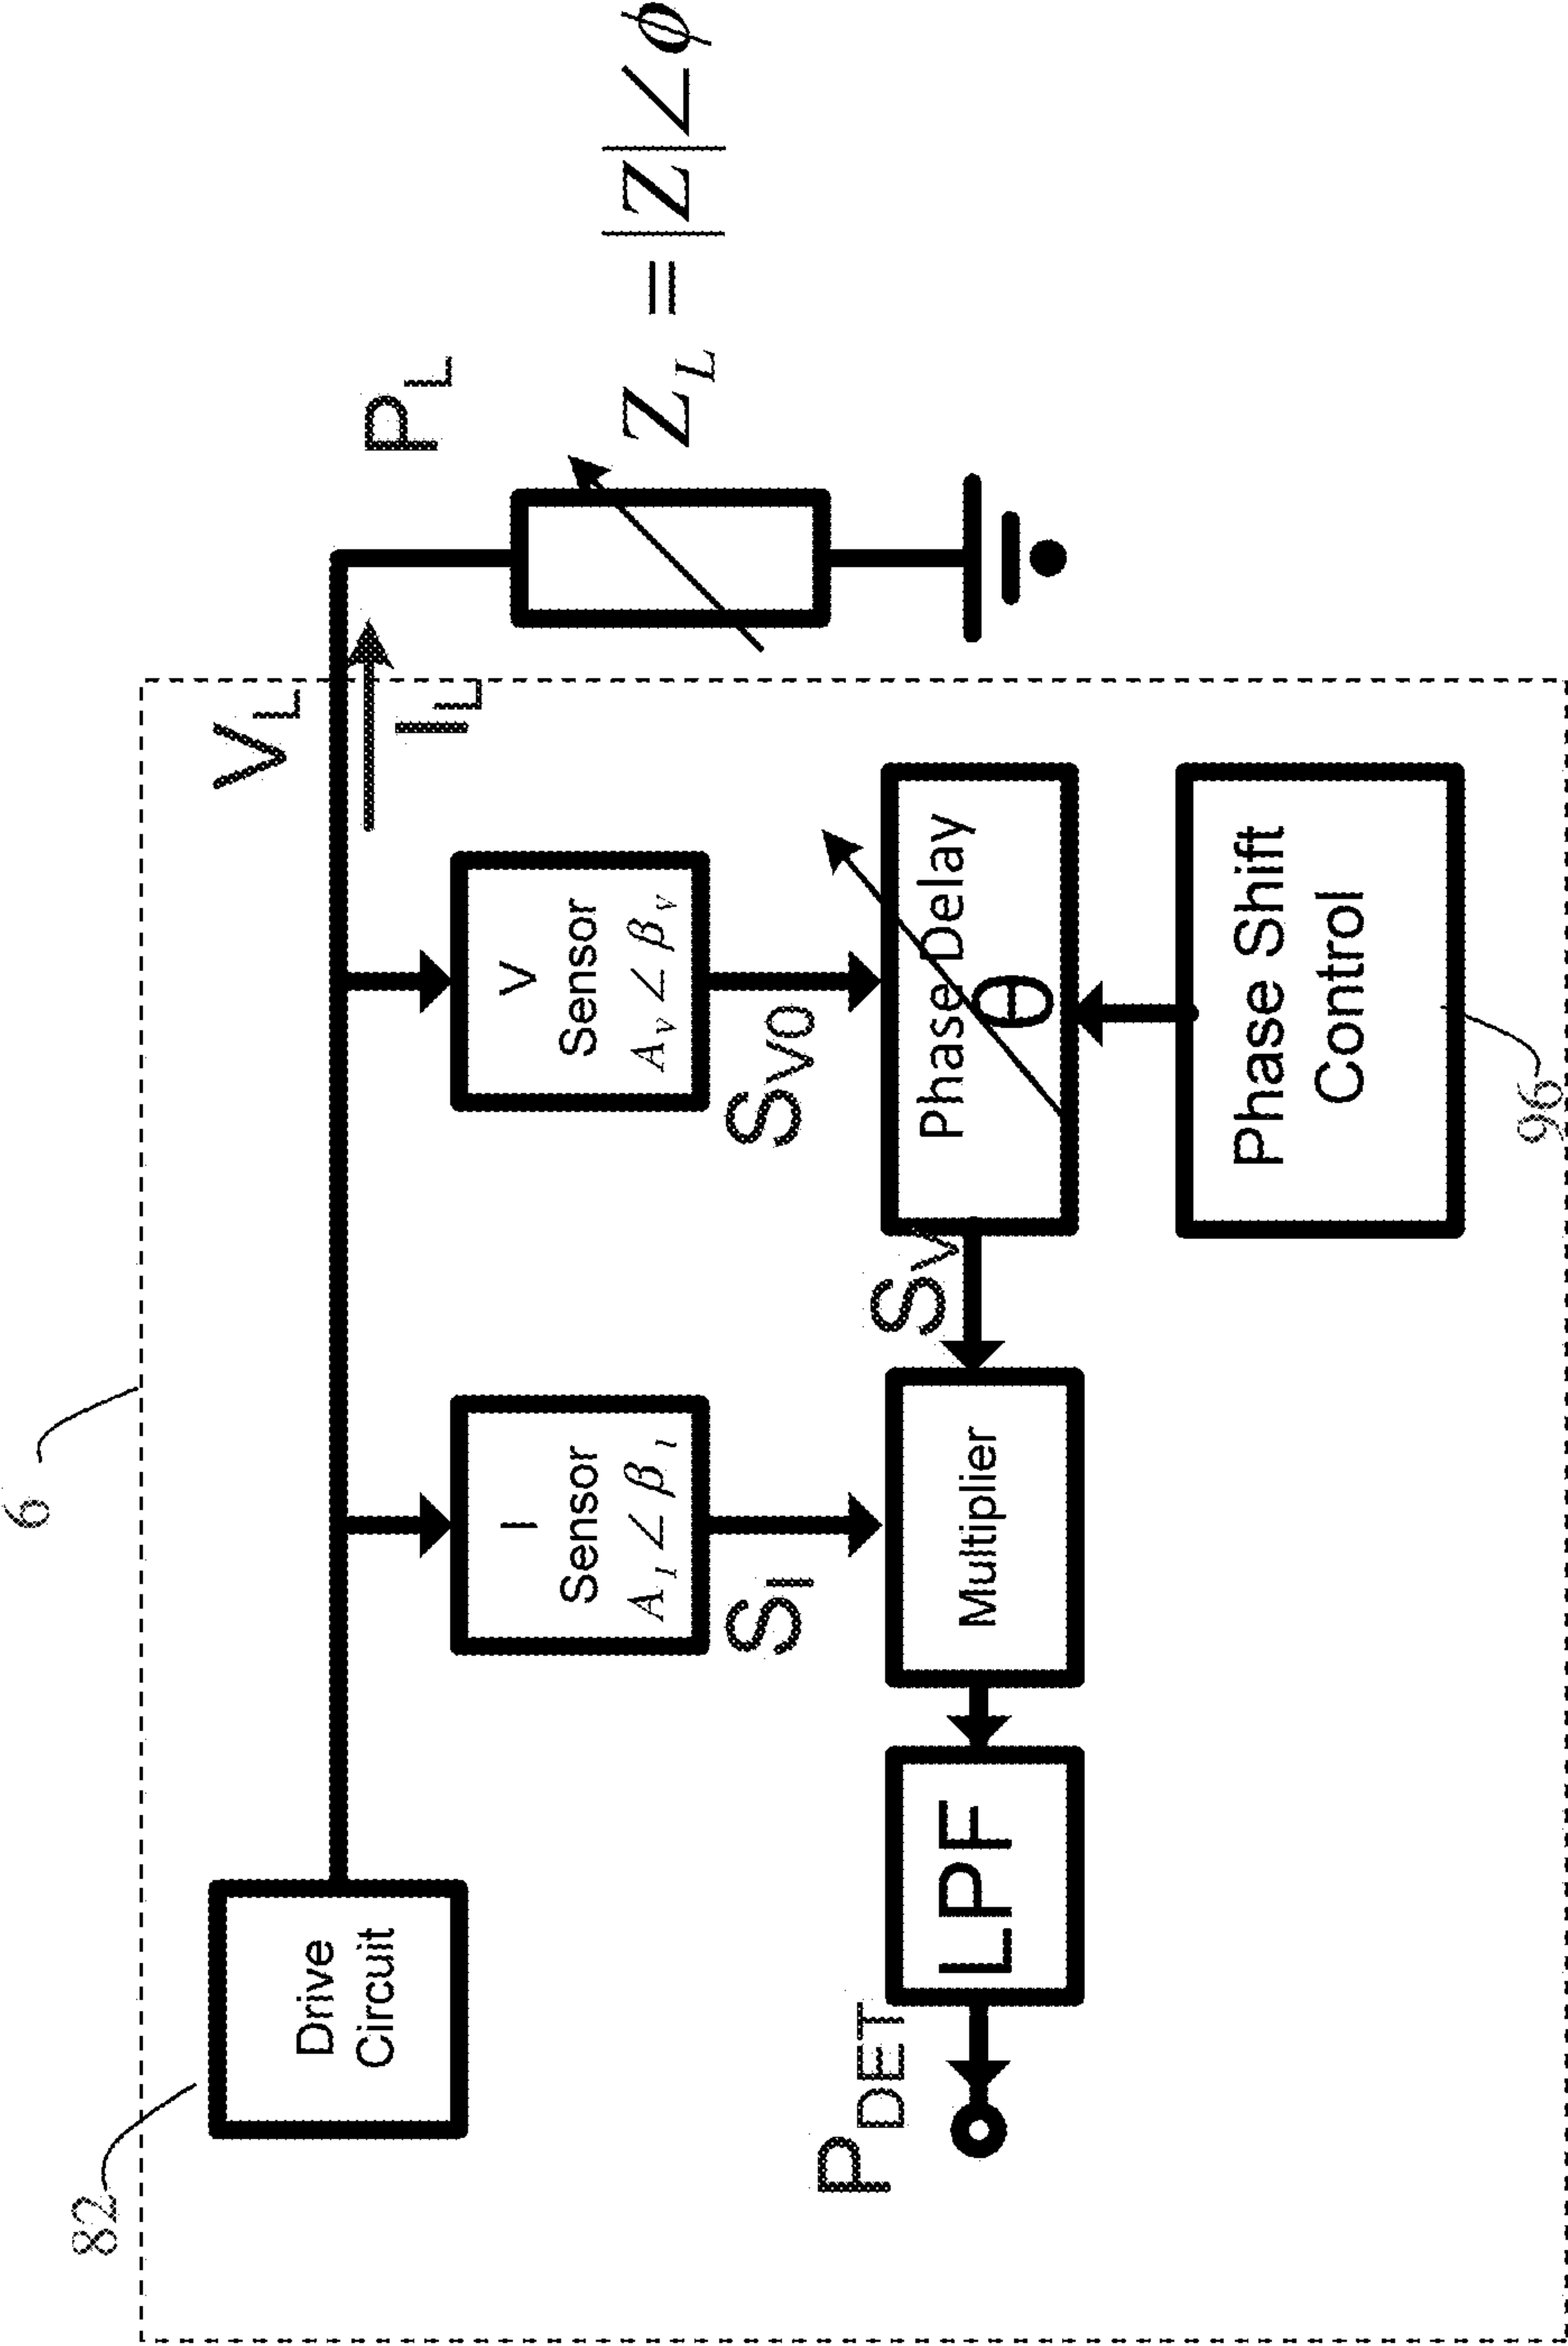 6
82
Drive
Circuit
V_L
I_L
P_L
Z_L = |Z|∠ϕ
I
Sensor
A_I ∠ β_I
V
Sensor
A_v ∠ β_v
S_I
S_V0
P_DET
LPF
Multiplier
S_V
Phase Delay
θ
Phase Shift
Control
96